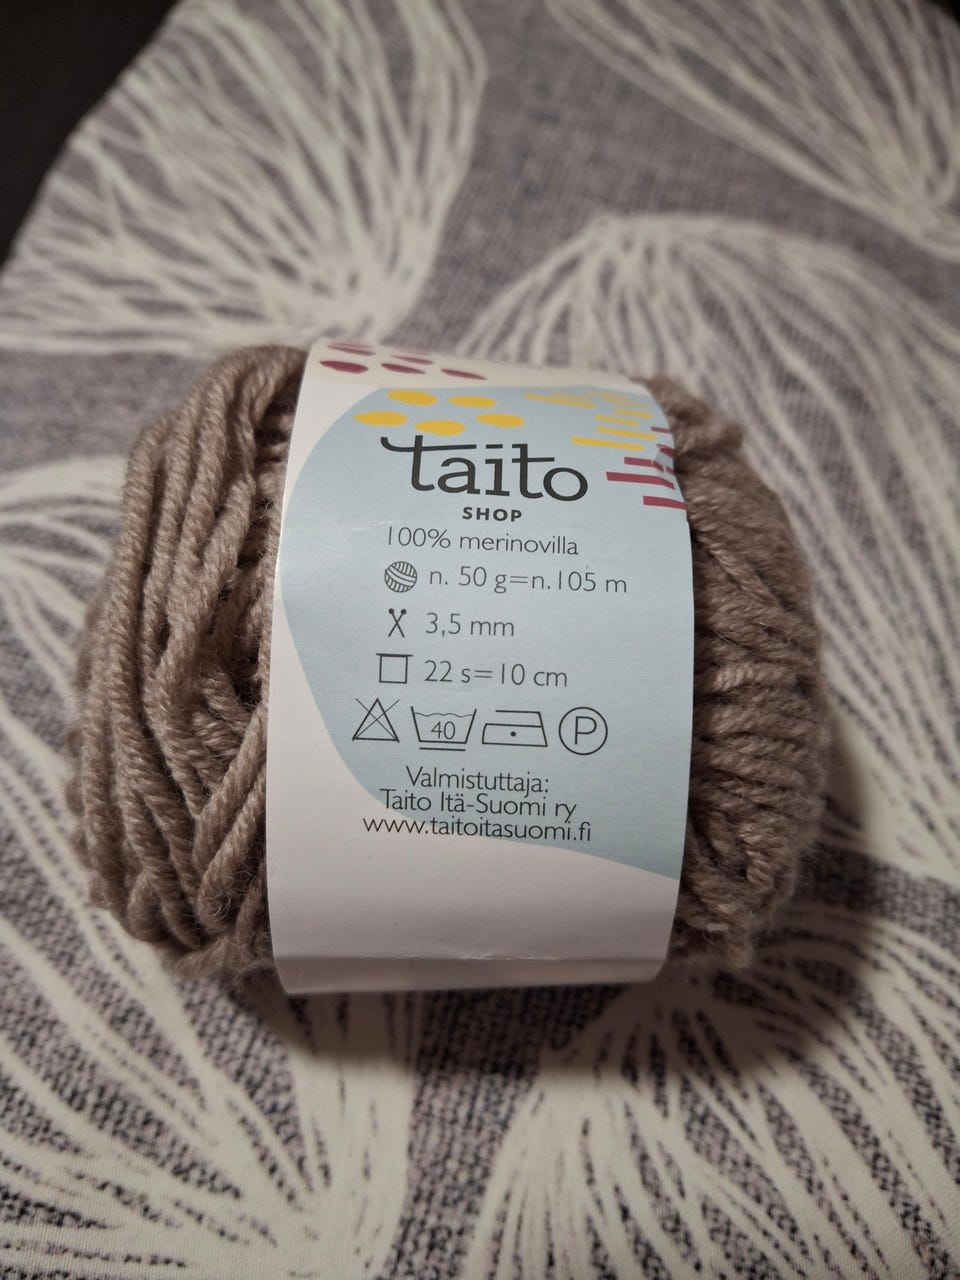 taito
SHOP
100% merinovilla
n. 50 g=n.105 m
3,5 mm
22 s=10 cm
40 P
Valmistuttaja:
Taito Itä-Suomi ry
www.taitoitasuomi.fi